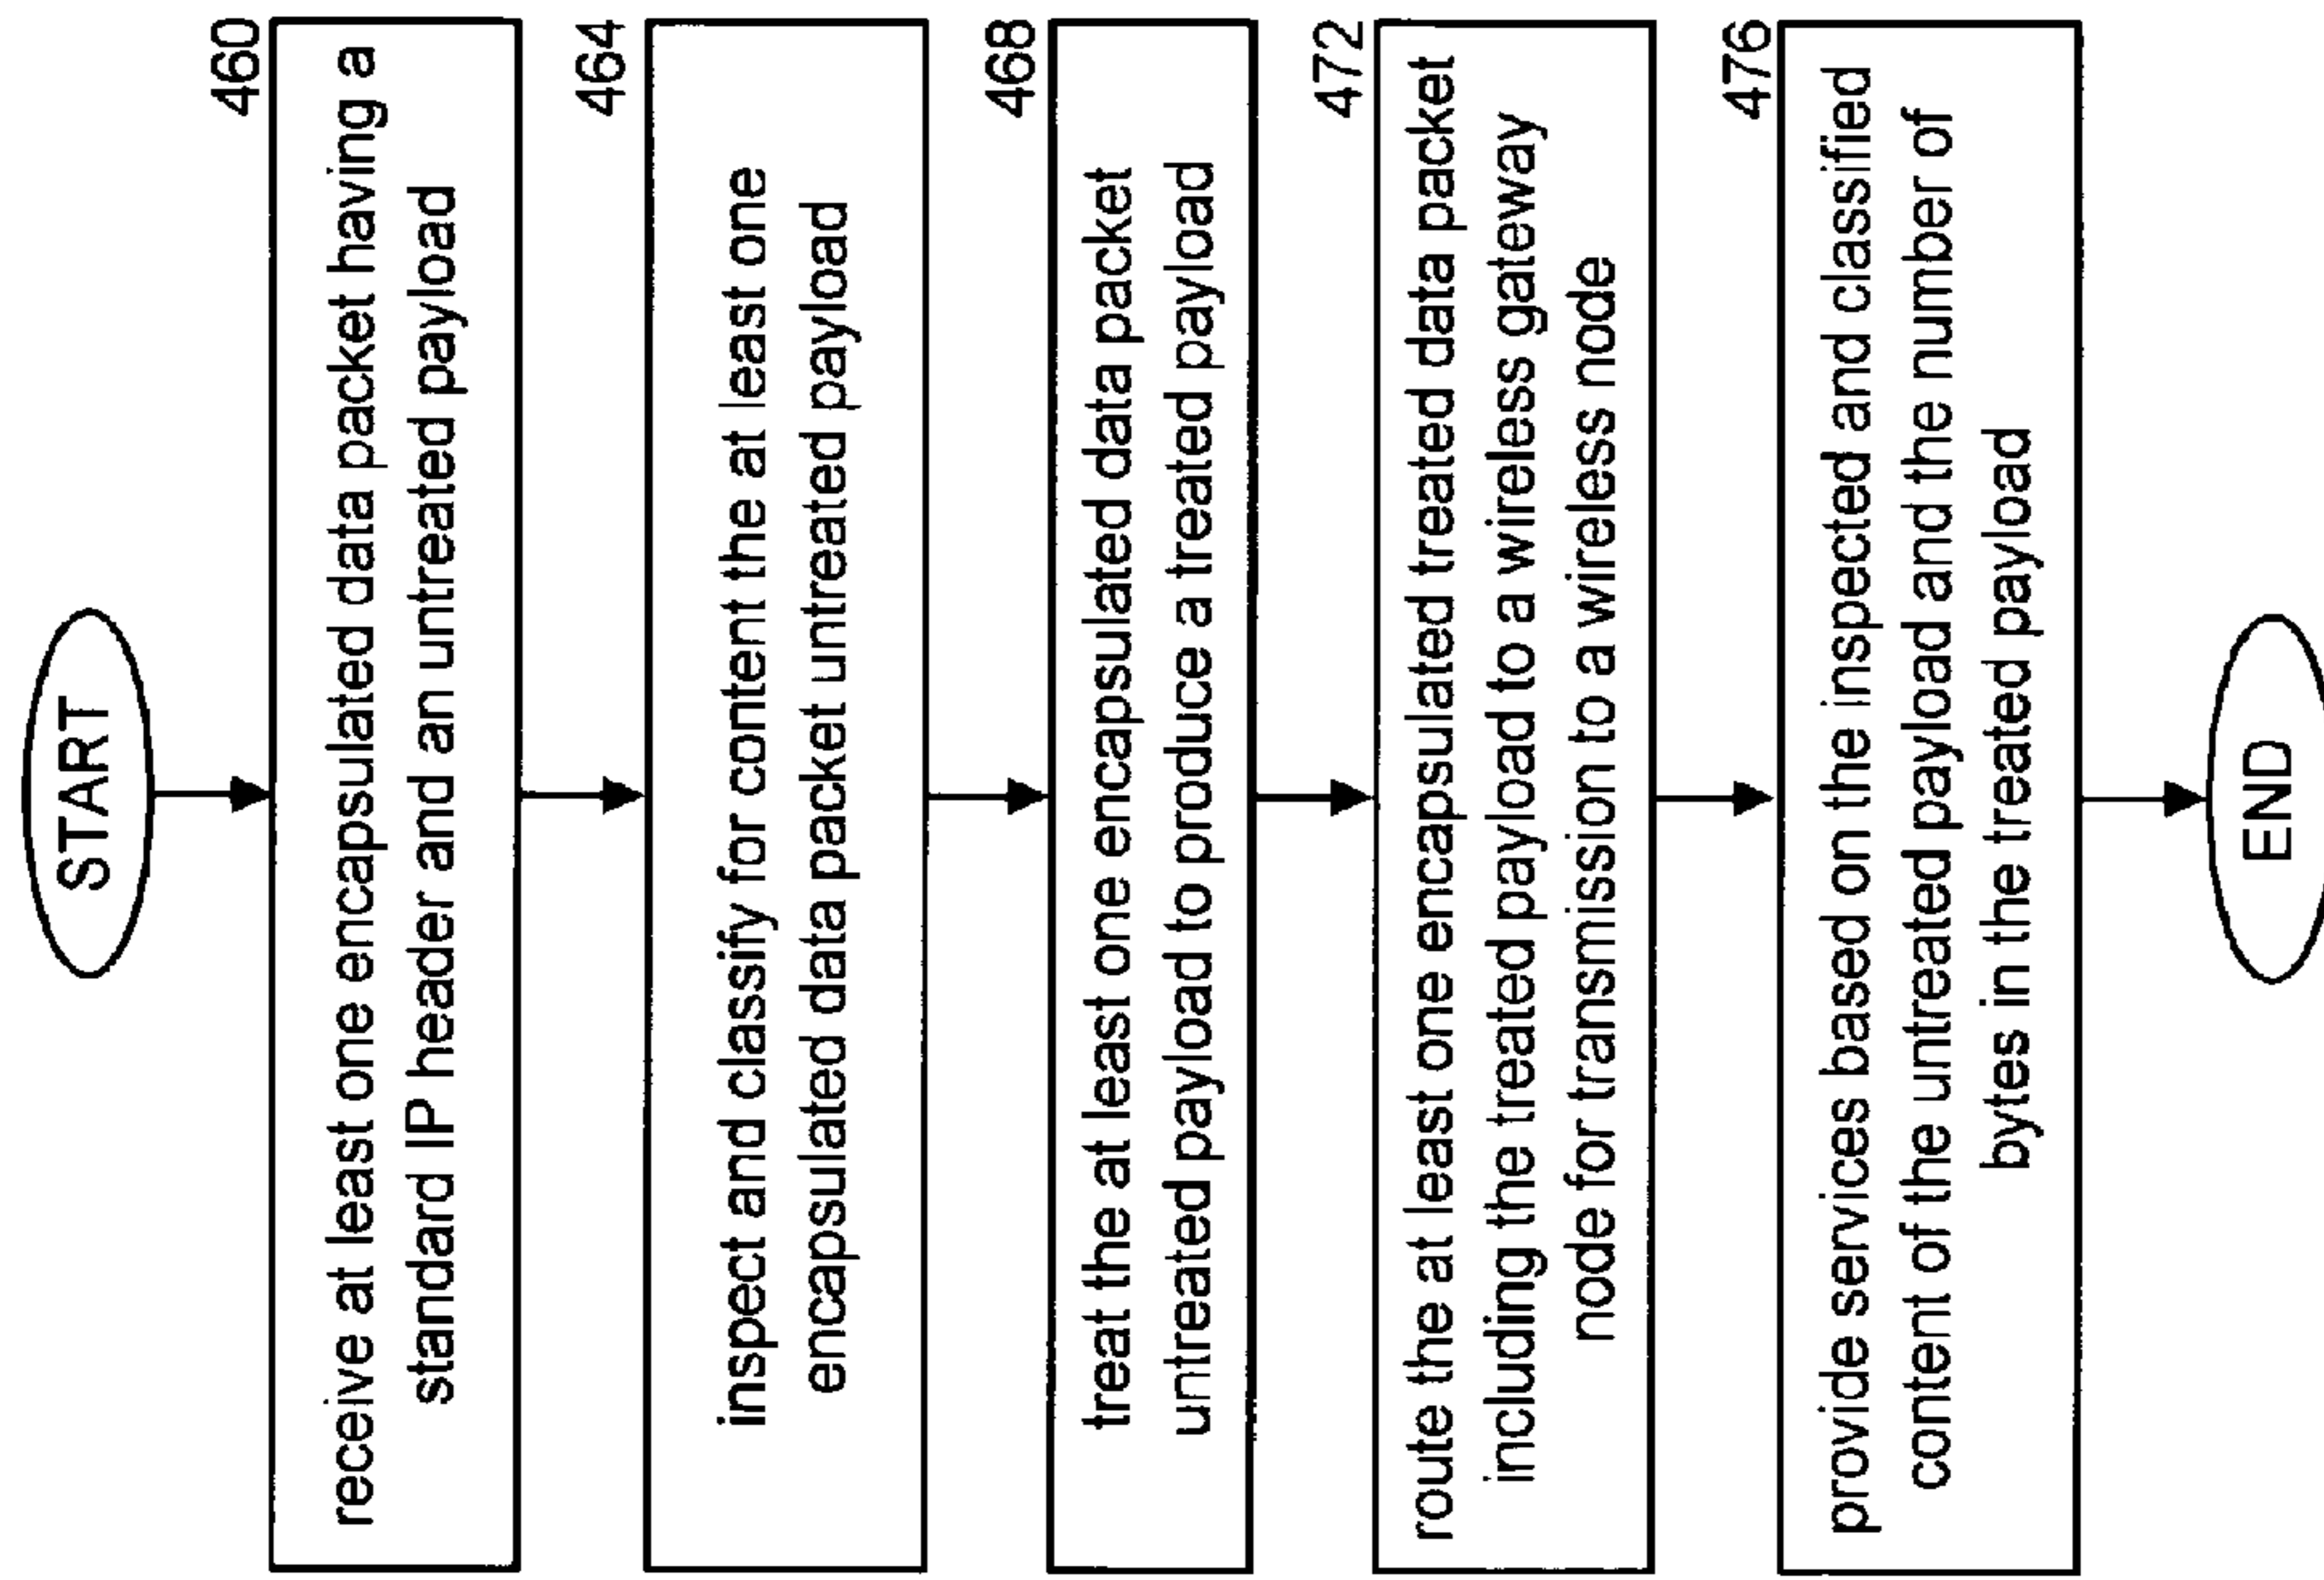 START
460
receive at least one encapsulated data packet having a
standard IP header and an untreated payload
464
inspect and classify for content the at least one
encapsulated data packet untreated payload
468
treat the at least one encapsulated data packet
untreated payload to produce a treated payload
472
route the at least one encapsulated treated data packet
including the treated payload to a wireless gateway
node for transmission to a wireless node
476
provide services based on the inspected and classified
content of the untreated payload and the number of
bytes in the treated payload
END